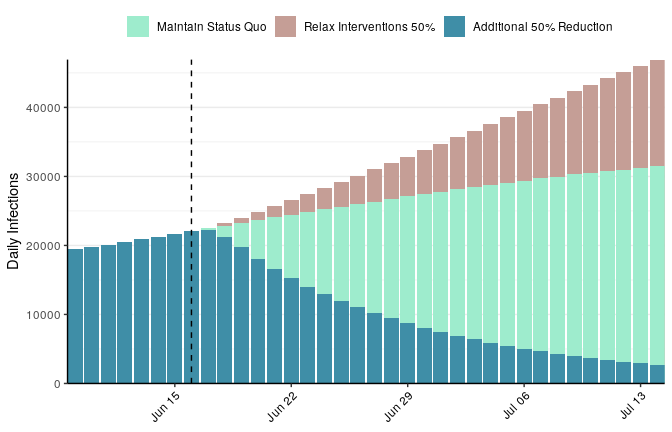 Maintain Status Quo Relax Interventions 50% Additional 50% Reduction
Daily Infections
40000
30000
20000
10000
0
Jun 15 Jun 22 Jun 29 Jul 06 Jul 13